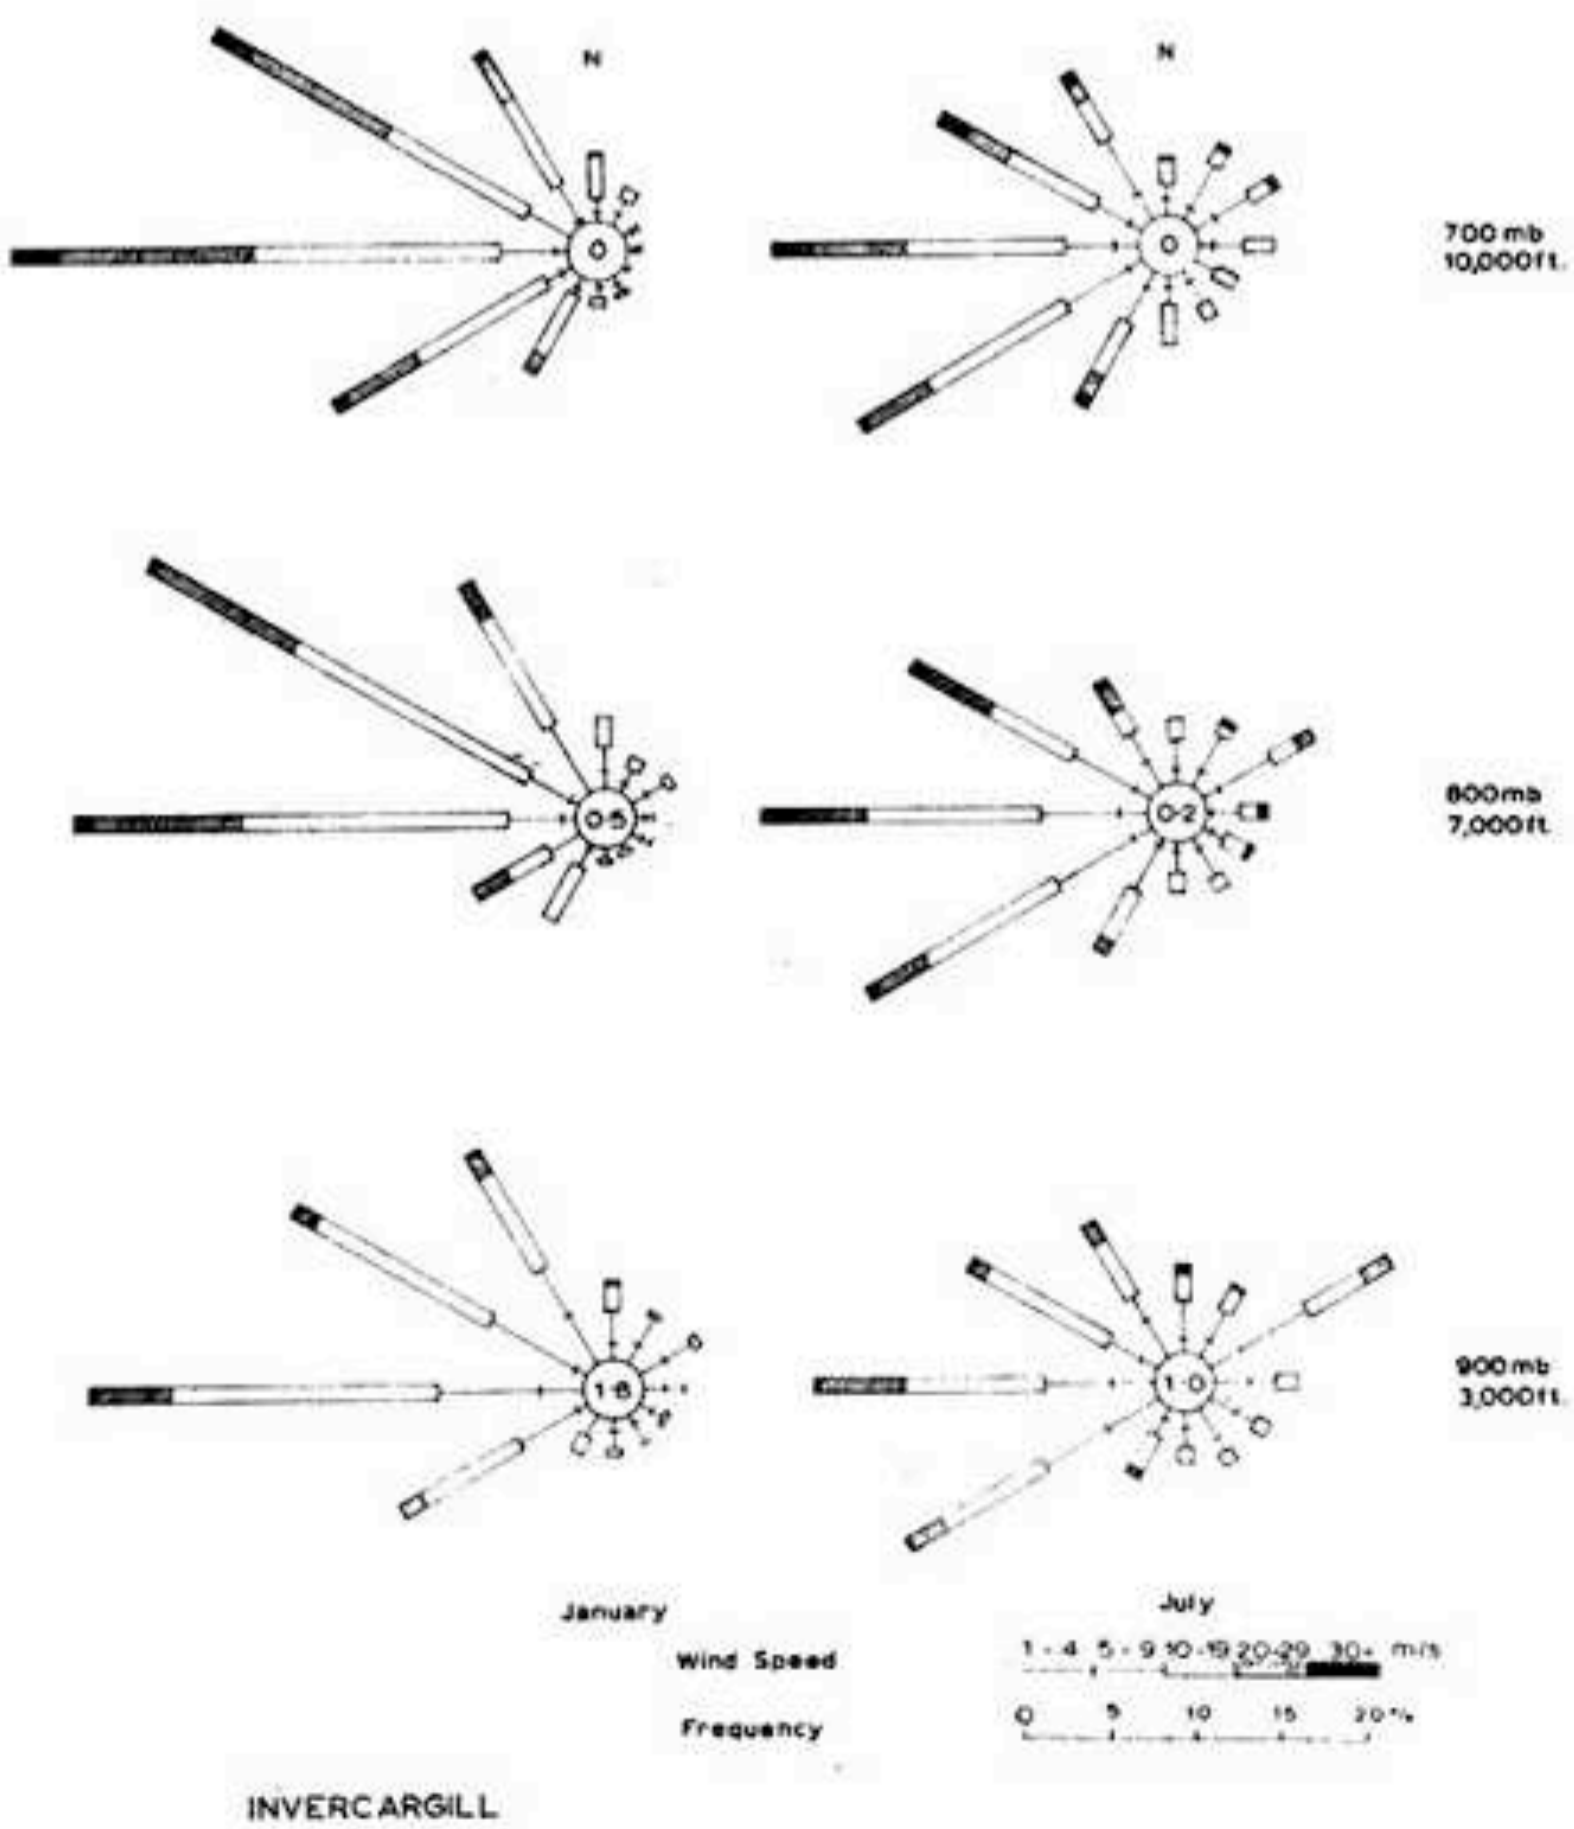 N
N
0
0
700 mb
10,000 ft.
0·5
0·2
800 mb
7,000 ft.
1·0
900 mb
3,000 ft.
January
July
Wind Speed
1 - 4 5 - 9 10-19 20-29 30+ m/s
Frequency
0 5 10 15 20 %
INVERCARGILL